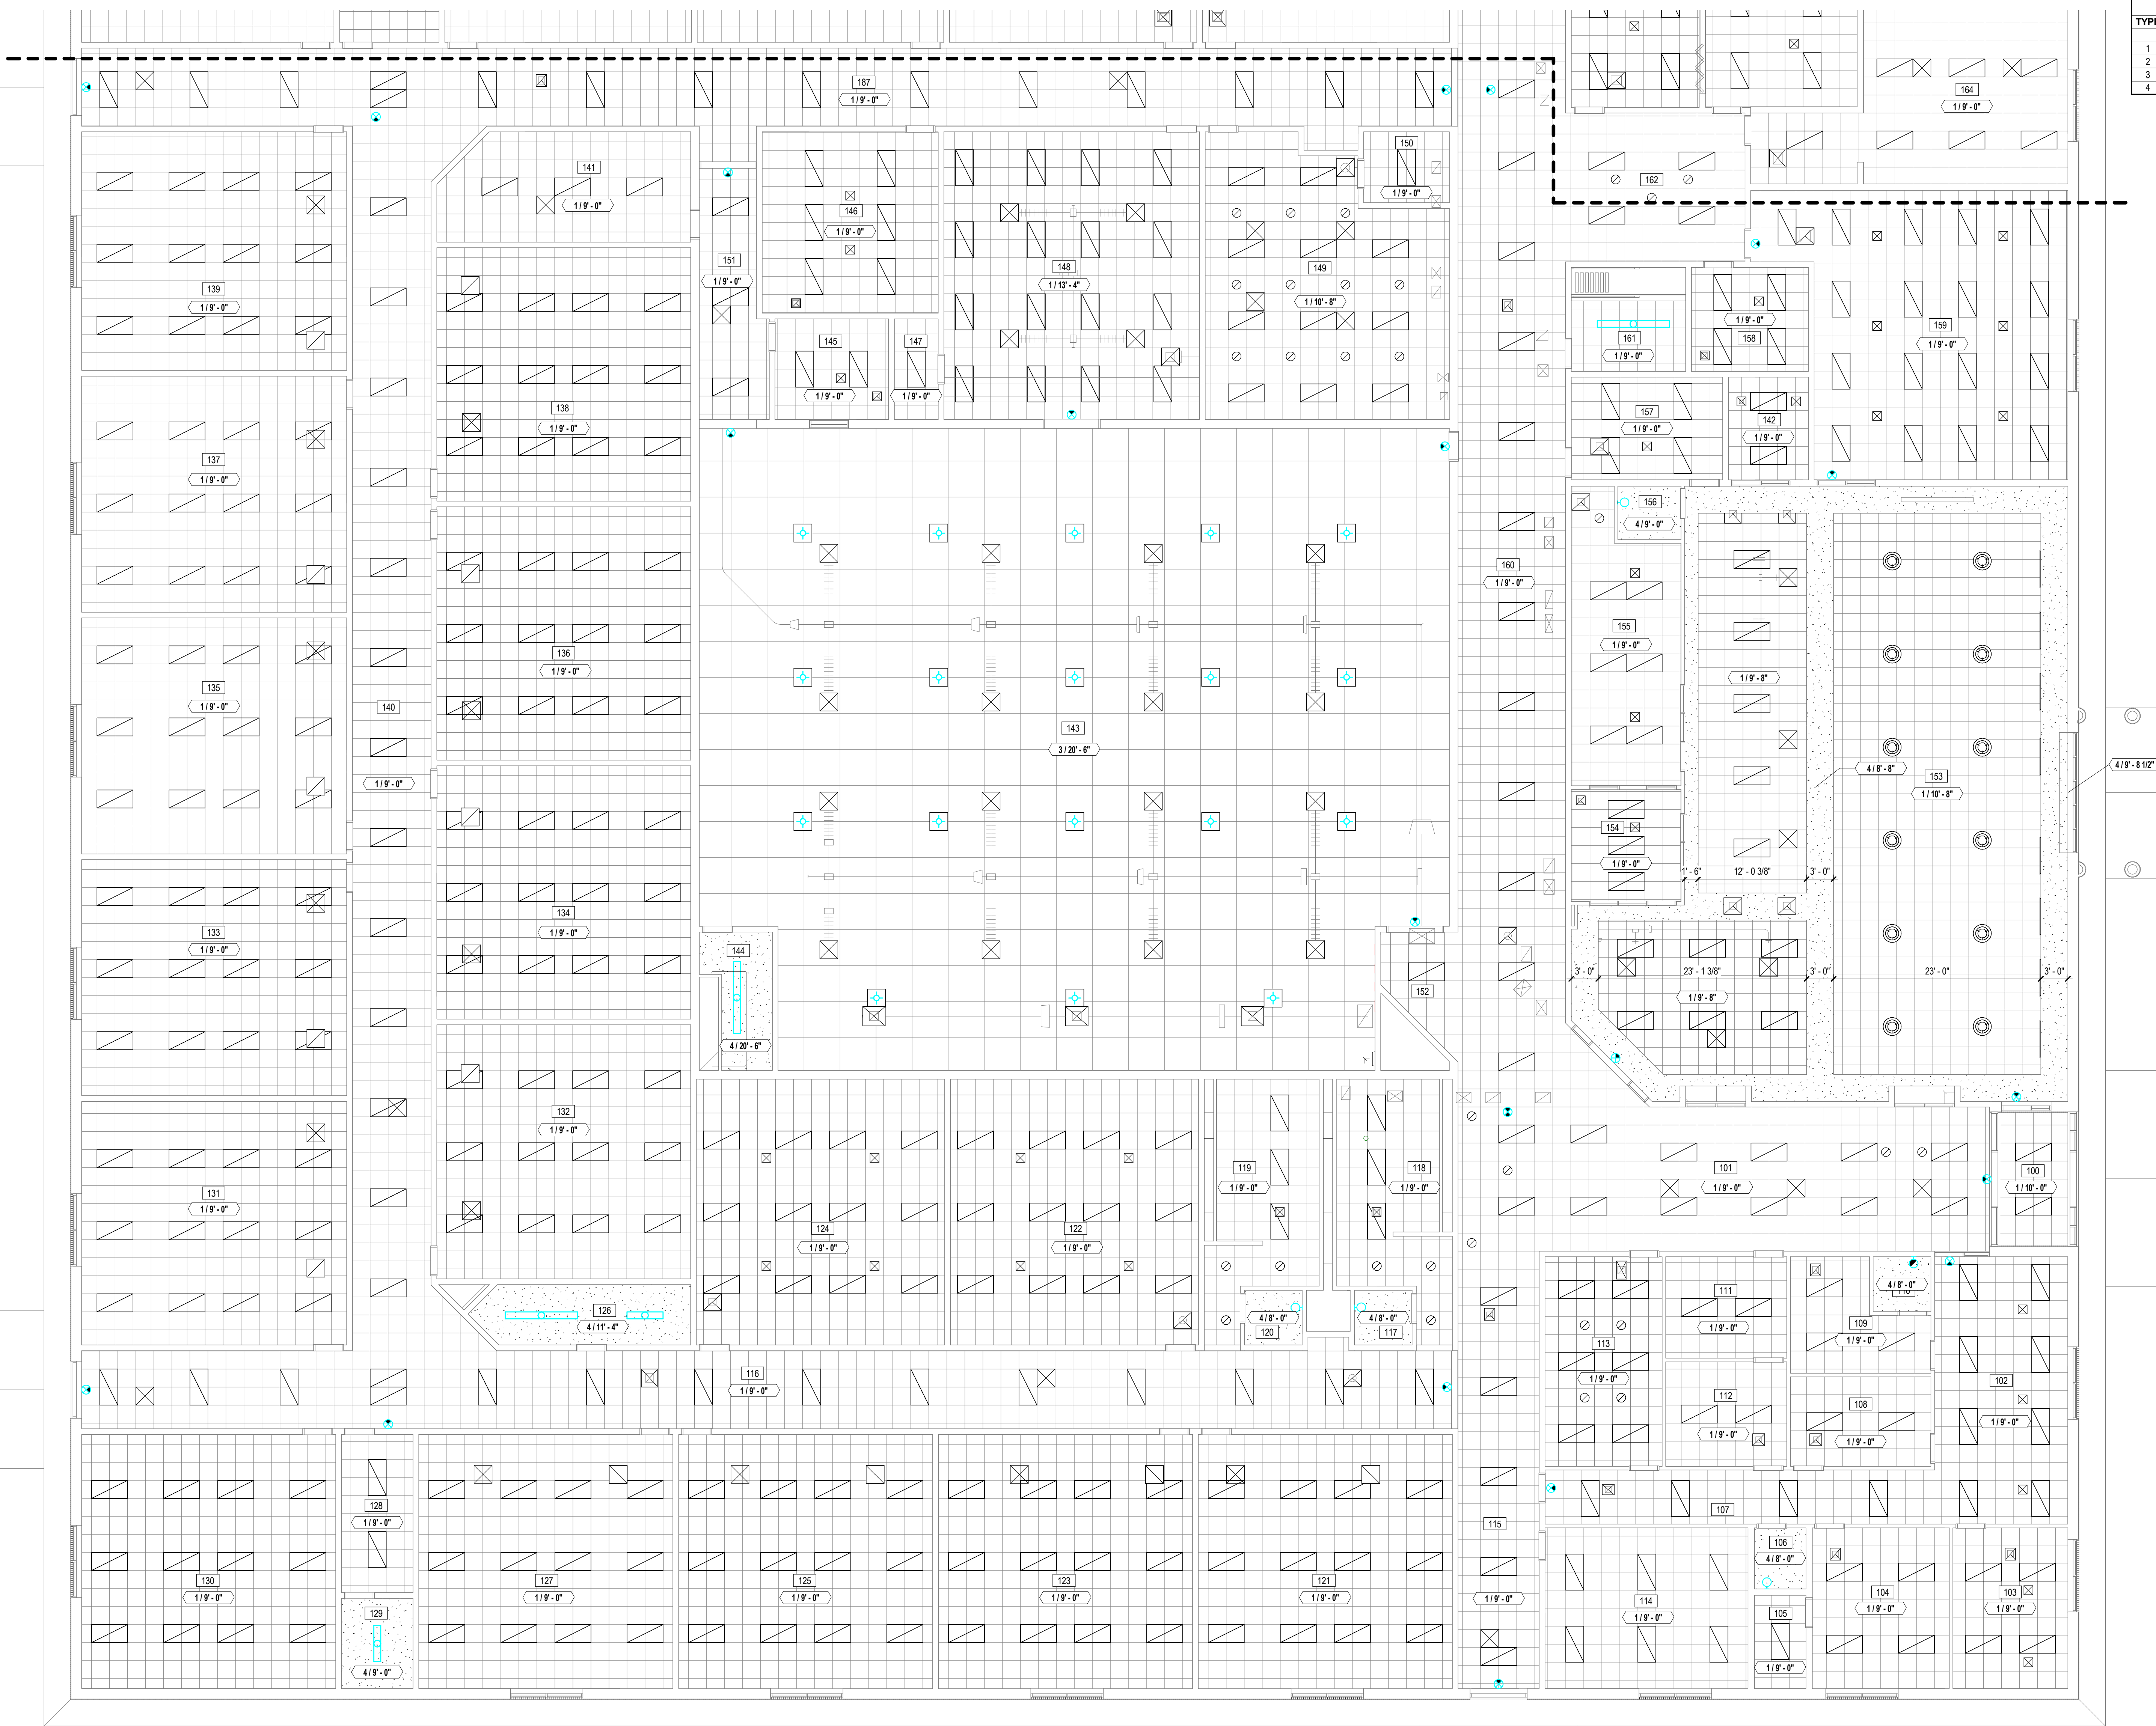 TYPE
1
2
3
4
187
1 / 9' - 0"
164
1 / 9' - 0"
141
1 / 9' - 0"
150
1 / 9' - 0"
162
146
1 / 9' - 0"
151
1 / 9' - 0"
148
1 / 13' - 4"
149
1 / 10' - 8"
139
1 / 9' - 0"
161
1 / 9' - 0"
1 / 9' - 0"
158
159
1 / 9' - 0"
145
1 / 9' - 0"
147
1 / 9' - 0"
138
1 / 9' - 0"
157
1 / 9' - 0"
142
1 / 9' - 0"
137
1 / 9' - 0"
156
4 / 9' - 0"
160
1 / 9' - 0"
155
1 / 9' - 0"
136
1 / 9' - 0"
1 / 9' - 8"
135
1 / 9' - 0"
140
1 / 9' - 0"
143
3 / 20' - 6"
4 / 8' - 8"
153
1 / 10' - 8"
4 / 9' - 8 1/2"
154
1 / 9' - 0"
1' - 6"
12' - 0 3/8"
3' - 0"
134
1 / 9' - 0"
133
1 / 9' - 0"
144
4 / 20' - 6"
152
3' - 0"
23' - 1 3/8"
3' - 0"
23' - 0"
3' - 0"
1 / 9' - 8"
132
1 / 9' - 0"
131
1 / 9' - 0"
124
1 / 9' - 0"
122
1 / 9' - 0"
119
1 / 9' - 0"
118
1 / 9' - 0"
101
1 / 9' - 0"
100
1 / 10' - 0"
126
4 / 11' - 4"
4 / 8' - 0"
120
4 / 8' - 0"
117
111
1 / 9' - 0"
4 / 8' - 0"
109
1 / 9' - 0"
113
1 / 9' - 0"
116
1 / 9' - 0"
112
1 / 9' - 0"
108
1 / 9' - 0"
102
1 / 9' - 0"
128
1 / 9' - 0"
107
115
1 / 9' - 0"
106
4 / 8' - 0"
130
1 / 9' - 0"
127
1 / 9' - 0"
125
1 / 9' - 0"
123
1 / 9' - 0"
121
1 / 9' - 0"
114
1 / 9' - 0"
104
1 / 9' - 0"
103
1 / 9' - 0"
129
4 / 9' - 0"
105
1 / 9' - 0"